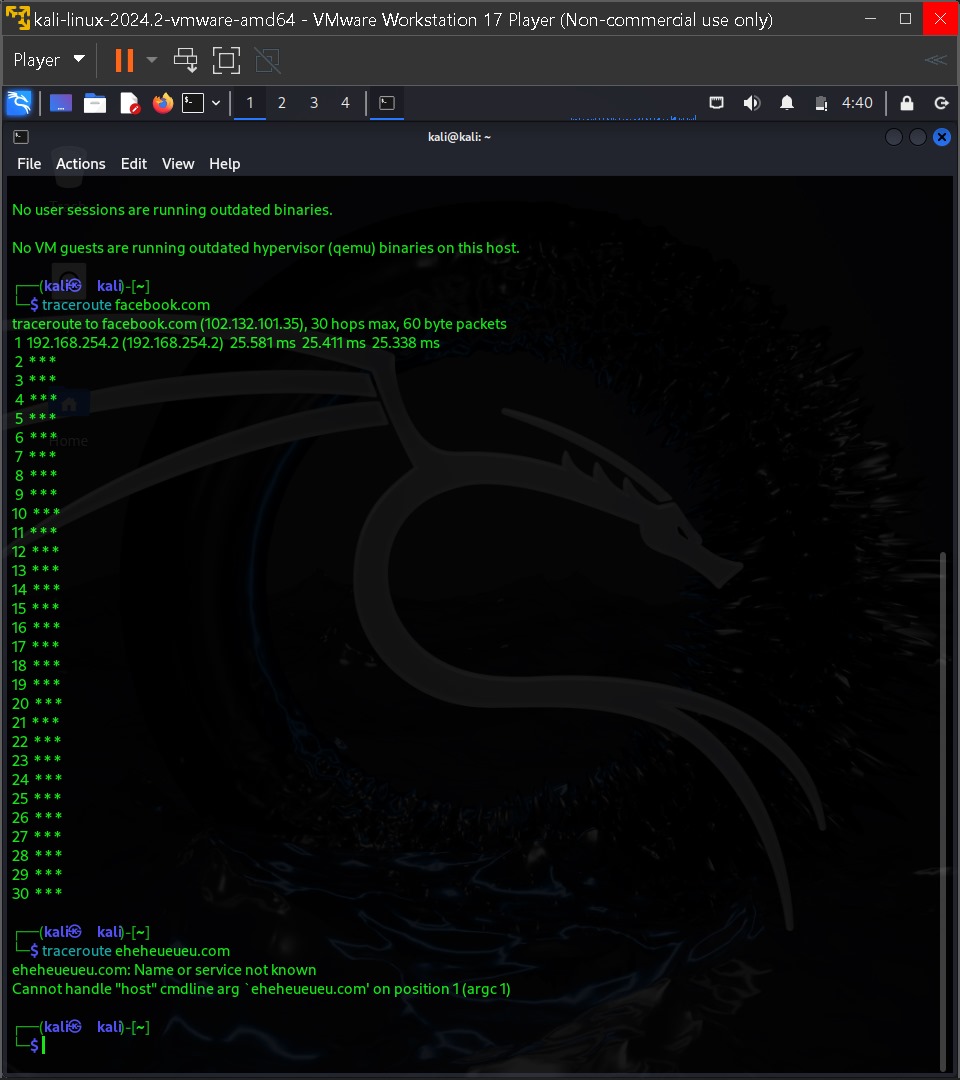 kali-linux-2024.2-vmware-amd64 - VMware Workstation 17 Player (Non-commercial use only)
Player
1 2 3 4
4:40
kali@kali: ~
File Actions Edit View Help
No user sessions are running outdated binaries.
No VM guests are running outdated hypervisor (qemu) binaries on this host.
┌──(kali㉿kali)-[~]
└─$ traceroute facebook.com
traceroute to facebook.com (102.132.101.35), 30 hops max, 60 byte packets
1 192.168.254.2 (192.168.254.2) 25.581 ms 25.411 ms 25.338 ms
2 * * *
3 * * *
4 * * *
5 * * *
6 * * *
7 * * *
8 * * *
9 * * *
10 * * *
11 * * *
12 * * *
13 * * *
14 * * *
15 * * *
16 * * *
17 * * *
18 * * *
19 * * *
20 * * *
21 * * *
22 * * *
23 * * *
24 * * *
25 * * *
26 * * *
27 * * *
28 * * *
29 * * *
30 * * *
Home
┌──(kali㉿kali)-[~]
└─$ traceroute eheheueueu.com
eheheueueu.com: Name or service not known
Cannot handle "host" cmdline arg `eheheueueu.com' on position 1 (argc 1)
┌──(kali㉿kali)-[~]
└─$